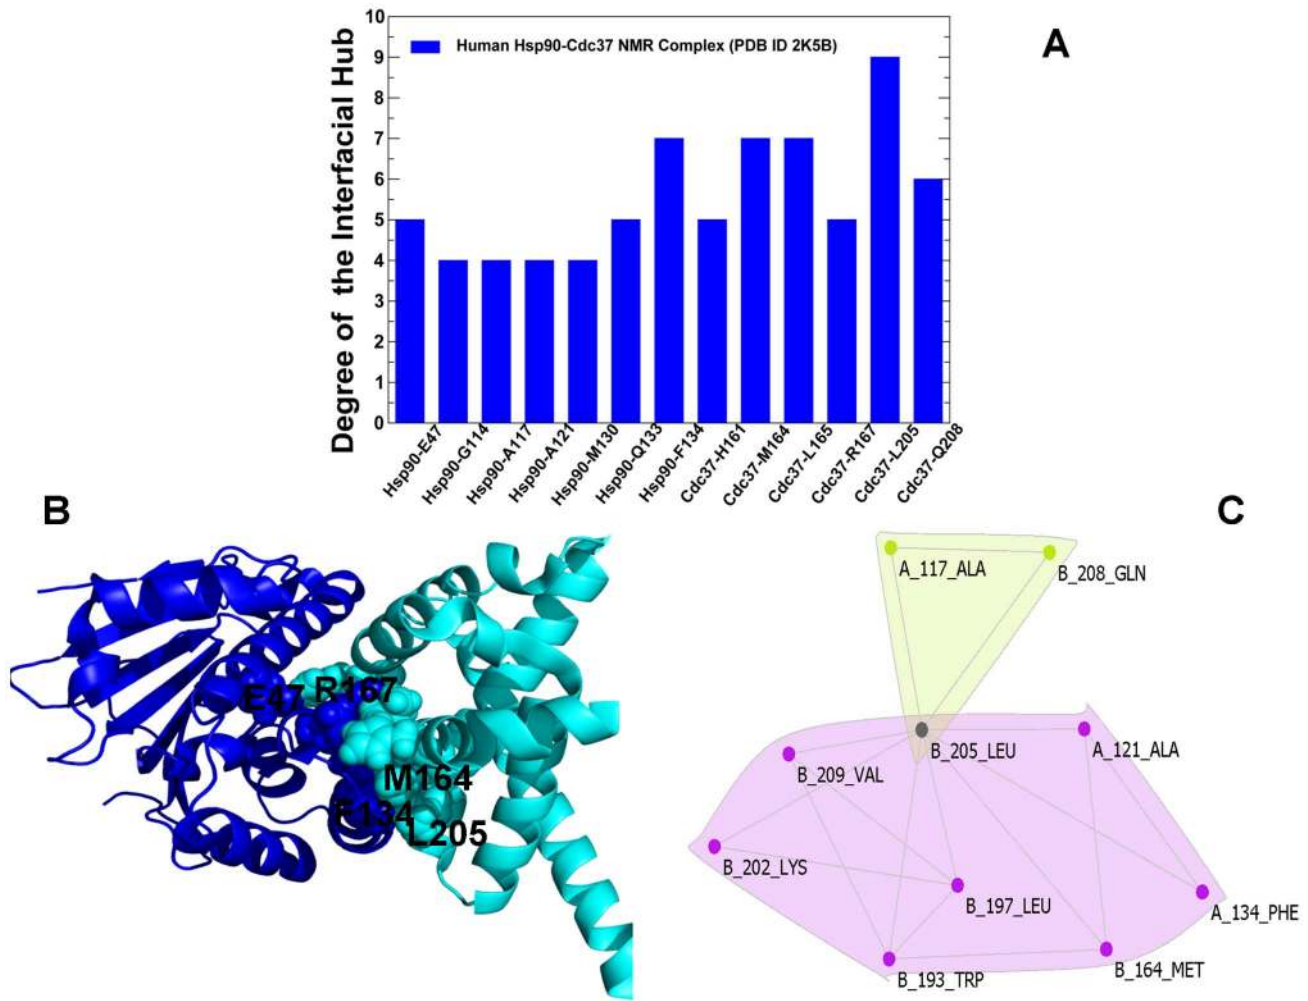 10
9
8
7
6
5
4
3
2
1
0
Degree of the Interfacial Hub
Human Hsp90-Cdc37 NMR Complex (PDB ID 2K5B)
A
Hsp90-E47
Hsp90-G114
Hsp90-A117
Hsp90-A121
Hsp90-M130
Hsp90-Q133
Hsp90-F134
Cdc37-H161
Cdc37-M164
Cdc37-L165
Cdc37-R167
Cdc37-L205
Cdc37-Q208
B
E47
R167
M164
F134
L205
C
A_117_ALA
B_208_GLN
B_205_LEU
A_121_ALA
B_209_VAL
B_202_LYS
B_197_LEU
A_134_PHE
B_193_TRP
B_164_MET